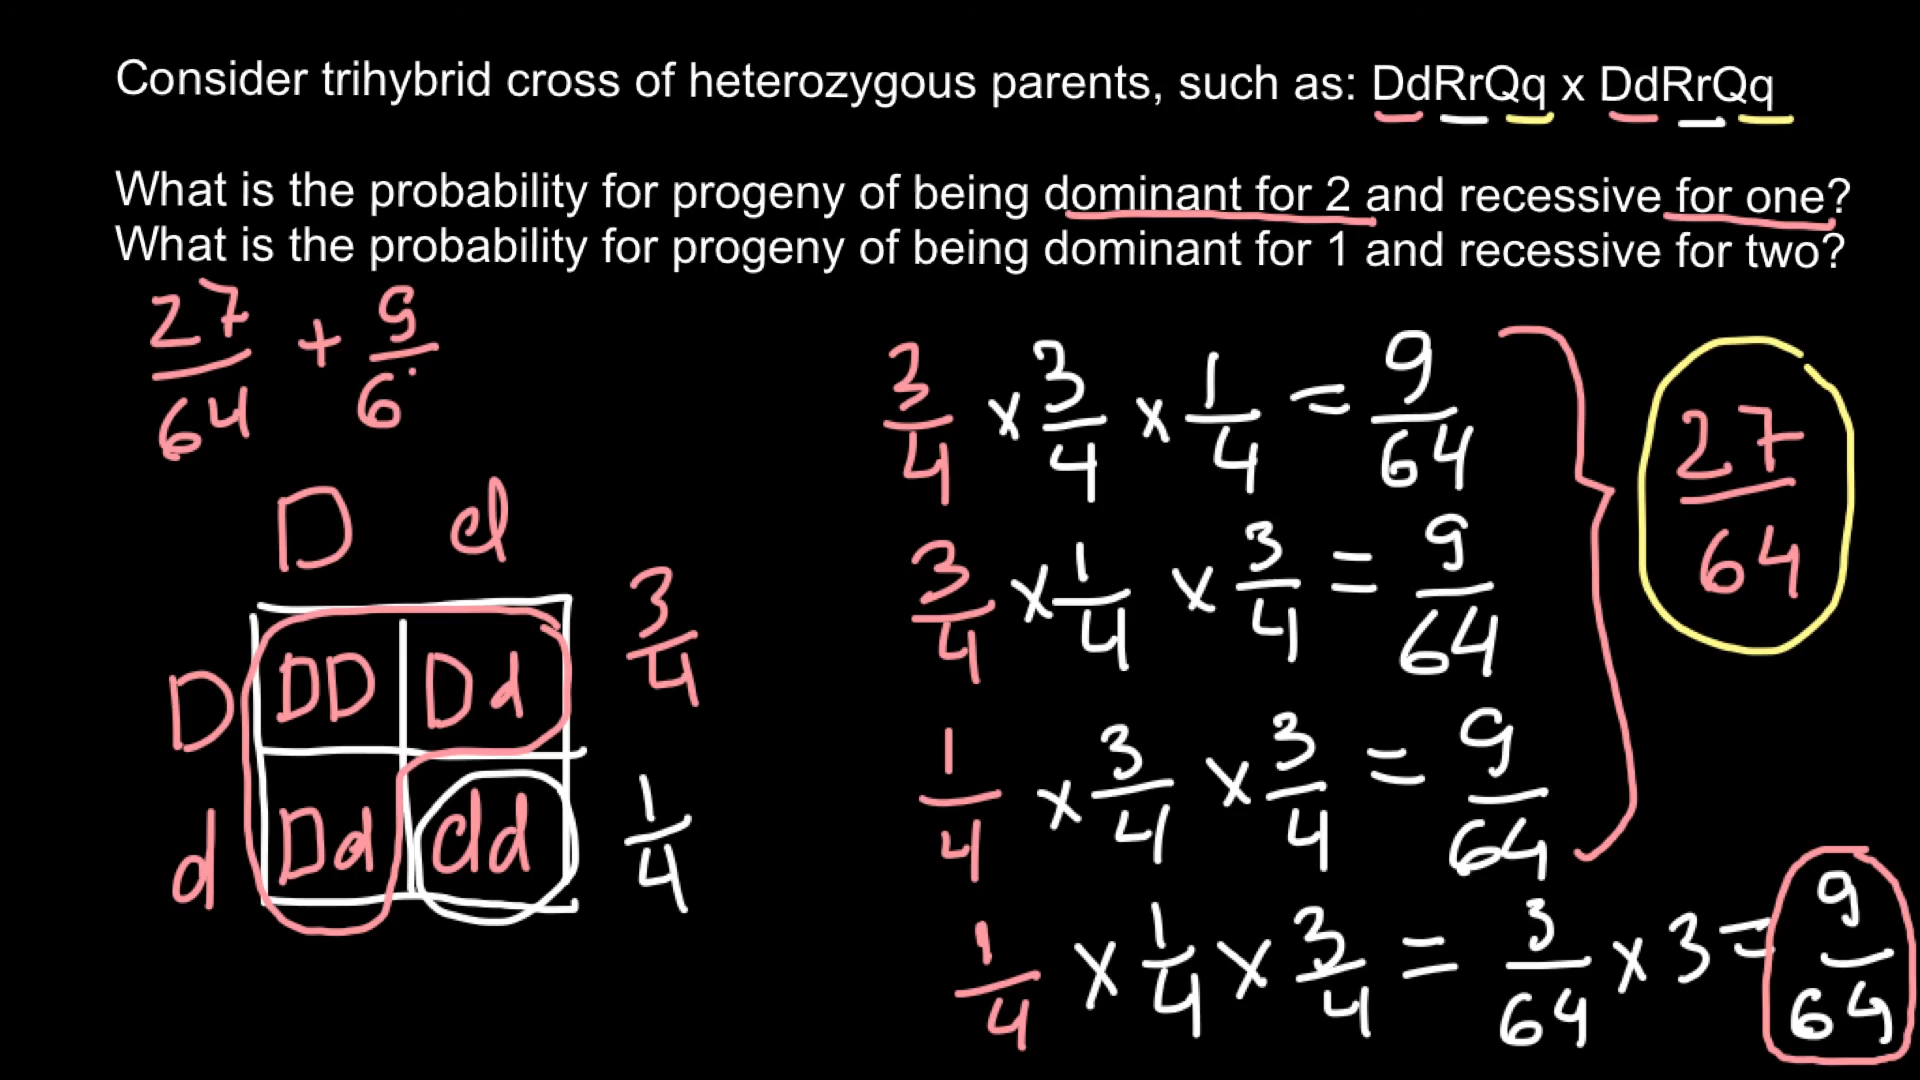 Consider trihybrid cross of heterozygous parents, such as: DdRrQq x DdRrQq
What is the probability for progeny of being dominant for 2 and recessive for one?
What is the probability for progeny of being dominant for 1 and recessive for two?
27/64 + 9/6
D d
D DD Dd 3/4
d Dd dd 1/4
3/4 × 3/4 × 1/4 = 9/64
3/4 × 1/4 × 3/4 = 9/64
1/4 × 3/4 × 3/4 = 9/64
27/64
1/4 × 1/4 × 3/4 = 3/64 × 3 = 9/64